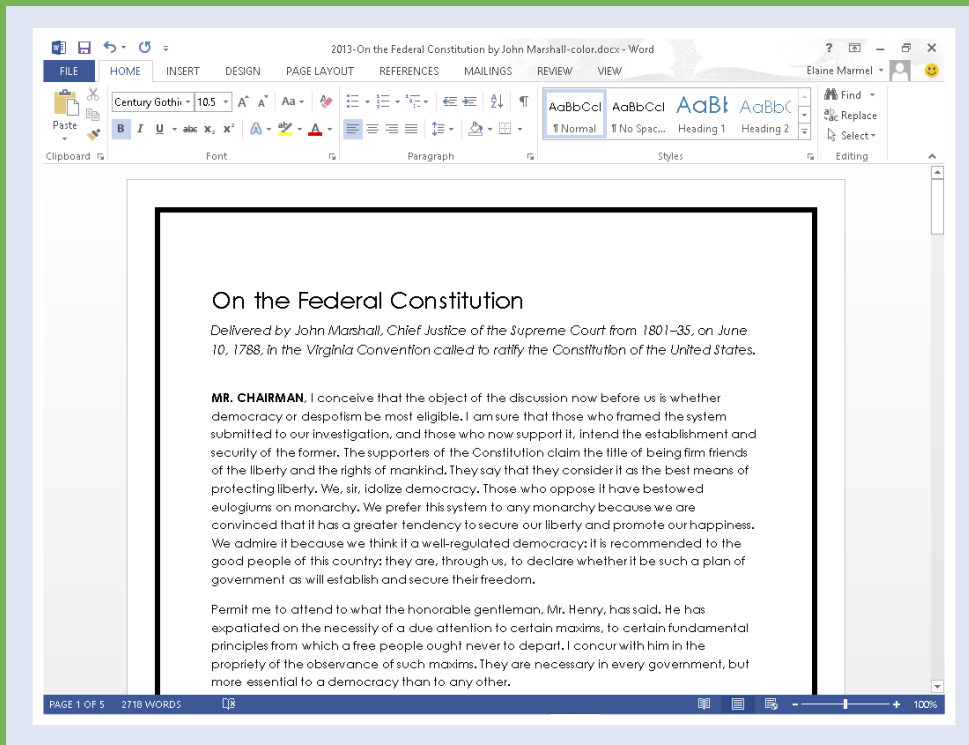 2013-On the Federal Constitution by John Marshall-color.docx - Word
FILE HOME INSERT DESIGN PAGE LAYOUT REFERENCES MAILINGS REVIEW VIEW Elaine Marmel
Century Gothi 10.5 A A Aa Find
Paste AaBbCcI AaBbCcI AaBl AaBbC Replace
B I U abc X₂ X² A ab A ¶ Normal ¶ No Spac... Heading 1 Heading 2 Select
Clipboard Font Paragraph Styles Editing
On the Federal Constitution
Delivered by John Marshall, Chief Justice of the Supreme Court from 1801–35, on June
10, 1788, in the Virginia Convention called to ratify the Constitution of the United States.
MR. CHAIRMAN, I conceive that the object of the discussion now before us is whether
democracy or despotism be most eligible. I am sure that those who framed the system
submitted to our investigation, and those who now support it, intend the establishment and
security of the former. The supporters of the Constitution claim the title of being firm friends
of the liberty and the rights of mankind. They say that they consider it as the best means of
protecting liberty. We, sir, idolize democracy. Those who oppose it have bestowed
eulogiums on monarchy. We prefer this system to any monarchy because we are
convinced that it has a greater tendency to secure our liberty and promote our happiness.
We admire it because we think it a well-regulated democracy: it is recommended to the
good people of this country: they are, through us, to declare whether it be such a plan of
government as will establish and secure their freedom.
Permit me to attend to what the honorable gentleman, Mr. Henry, has said. He has
expatiated on the necessity of a due attention to certain maxims, to certain fundamental
principles from which a free people ought never to depart. I concur with him in the
propriety of the observance of such maxims. They are necessary in every government, but
more essential to a democracy than to any other.
PAGE 1 OF 5 2718 WORDS 100%